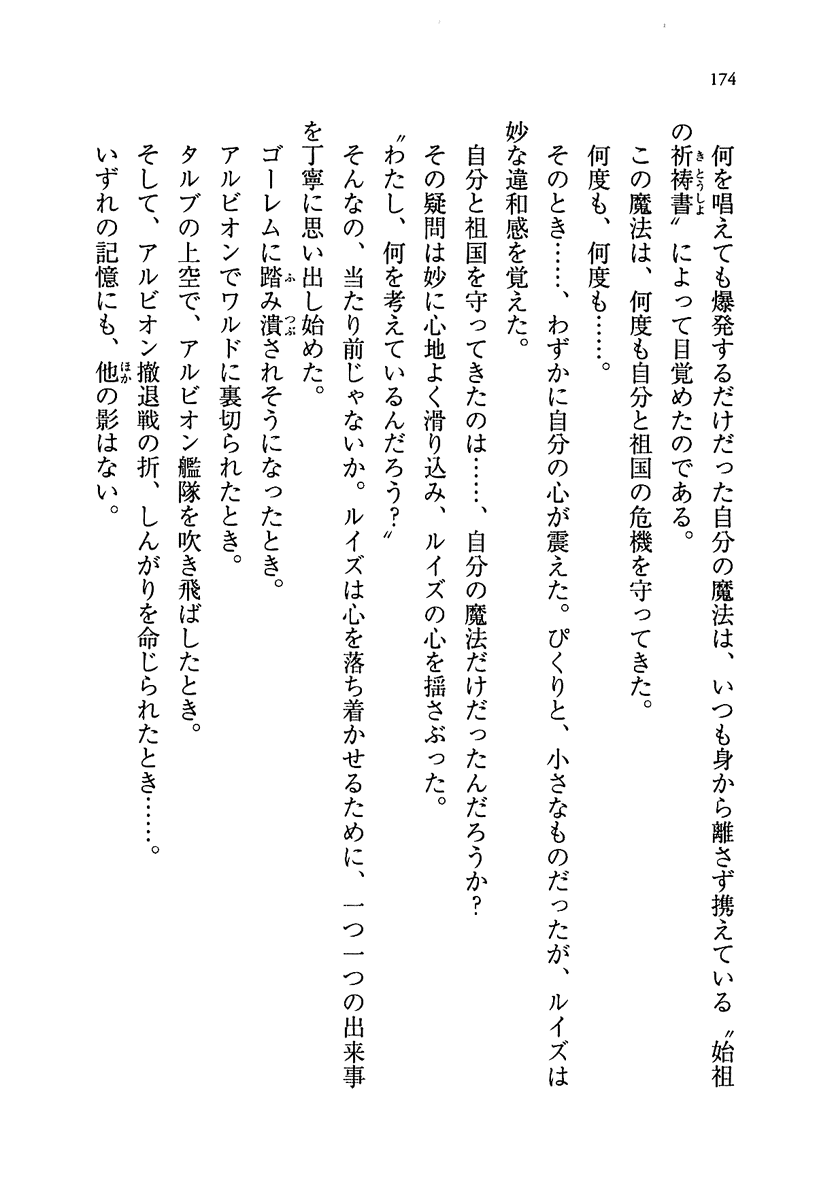 174
何を唱えても爆発するだけだった自分の魔法は、いつも身から離さず携えている〝始祖
の祈祷書〟によって目覚めたのである。
この魔法は、何度も自分と祖国の危機を守ってきた。
何度も、何度も……。
そのとき……、わずかに自分の心が震えた。ぴくりと、小さなものだったが、ルイズは
妙な違和感を覚えた。
自分と祖国を守ってきたのは……、自分の魔法だけだったんだろうか?
その疑問は妙に心地よく滑り込み、ルイズの心を揺さぶった。
〝わたし、何を考えているんだろう?〟
そんなの、当たり前じゃないか。ルイズは心を落ち着かせるために、一つ一つの出来事
を丁寧に思い出し始めた。
ゴーレムに踏み潰されそうになったとき。
アルビオンでワルドに裏切られたとき。
タルブの上空で、アルビオン艦隊を吹き飛ばしたとき。
そして、アルビオン撤退戦の折、しんがりを命じられたとき……。
いずれの記憶にも、他の影はない。